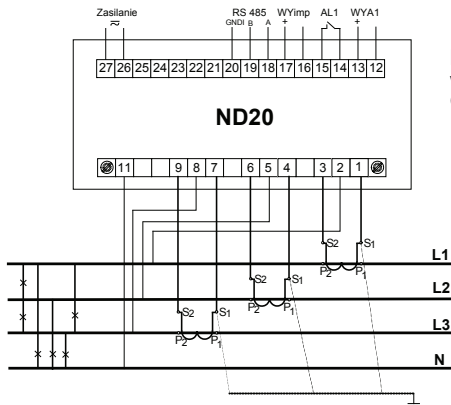 Zasilanie RS 485 WYimp AL1 WYA1
GNDI B A + +
27 26 25 24 23 22 21 20 19 18 17 16 15 14 13 12
ND20
11 9 8 7 6 5 4 3 2 1
S2 S1
L1
P2 P1
S2 S1
L2
P2 P1
S2 S1
L3
P2 P1
N